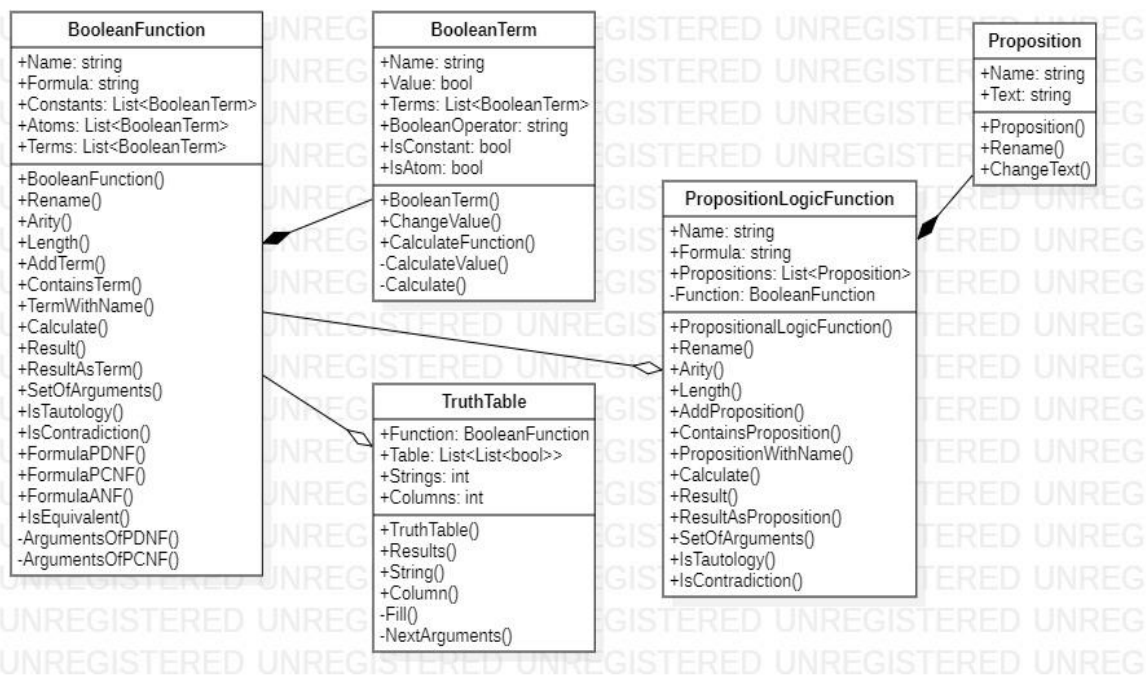 BooleanFunction
+Name: string
+Formula: string
+Constants: List<BooleanTerm>
+Atoms: List<BooleanTerm>
+Terms: List<BooleanTerm>
+BooleanFunction()
+Rename()
+Arity()
+Length()
+AddTerm()
+ContainsTerm()
+TermWithName()
+Calculate()
+Result()
+ResultAsTerm()
+SetOfArguments()
+IsTautology()
+IsContradiction()
+FormulaPDNF()
+FormulaPCNF()
+FormulaANF()
+IsEquivalent()
-ArgumentsOfPDNF()
-ArgumentsOfPCNF()
BooleanTerm
+Name: string
+Value: bool
+Terms: List<BooleanTerm>
+BooleanOperator: string
+IsConstant: bool
+IsAtom: bool
+BooleanTerm()
+ChangeValue()
+CalculateFunction()
-CalculateValue()
-Calculate()
TruthTable
+Function: BooleanFunction
+Table: List<List<bool>>
+Strings: int
+Columns: int
+TruthTable()
+Results()
+String()
+Column()
-Fill()
-NextArguments()
PropositionLogicFunction
+Name: string
+Formula: string
+Propositions: List<Proposition>
-Function: BooleanFunction
+PropositionalLogicFunction()
+Rename()
+Arity()
+Length()
+AddProposition()
+ContainsProposition()
+PropositionWithName()
+Calculate()
+Result()
+ResultAsProposition()
+SetOfArguments()
+IsTautology()
+IsContradiction()
Proposition
+Name: string
+Text: string
+Proposition()
+Rename()
+ChangeText()
UNREGISTERED UNREGISTERED UNREGISTERED UNREG
UNREGISTERED UNREGISTERED UNREGISTERED UNREG